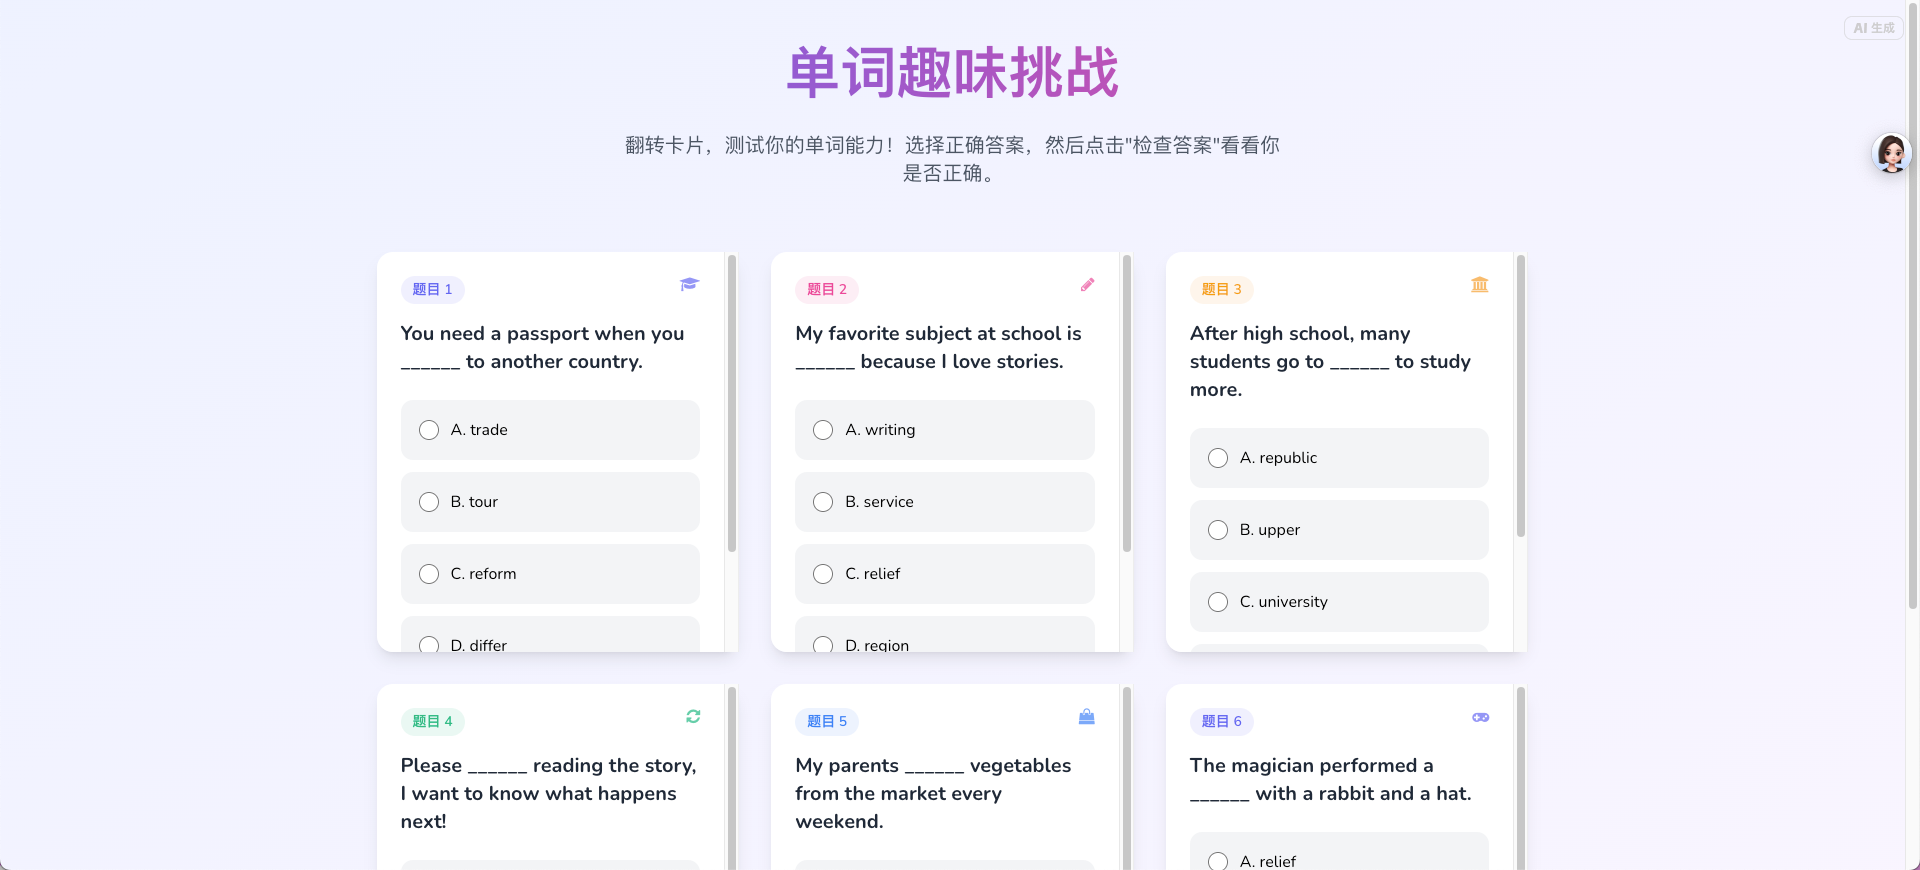 AI 生成
单词趣味挑战
翻转卡片，测试你的单词能力！选择正确答案，然后点击"检查答案"看看你
是否正确。
题目 1
You need a passport when you
______ to another country.
A. trade
B. tour
C. reform
D. differ
题目 2
My favorite subject at school is
______ because I love stories.
A. writing
B. service
C. relief
D. region
题目 3
After high school, many
students go to ______ to study
more.
A. republic
B. upper
C. university
题目 4
Please ______ reading the story,
I want to know what happens
next!
题目 5
My parents ______ vegetables
from the market every
weekend.
题目 6
The magician performed a
______ with a rabbit and a hat.
A. relief